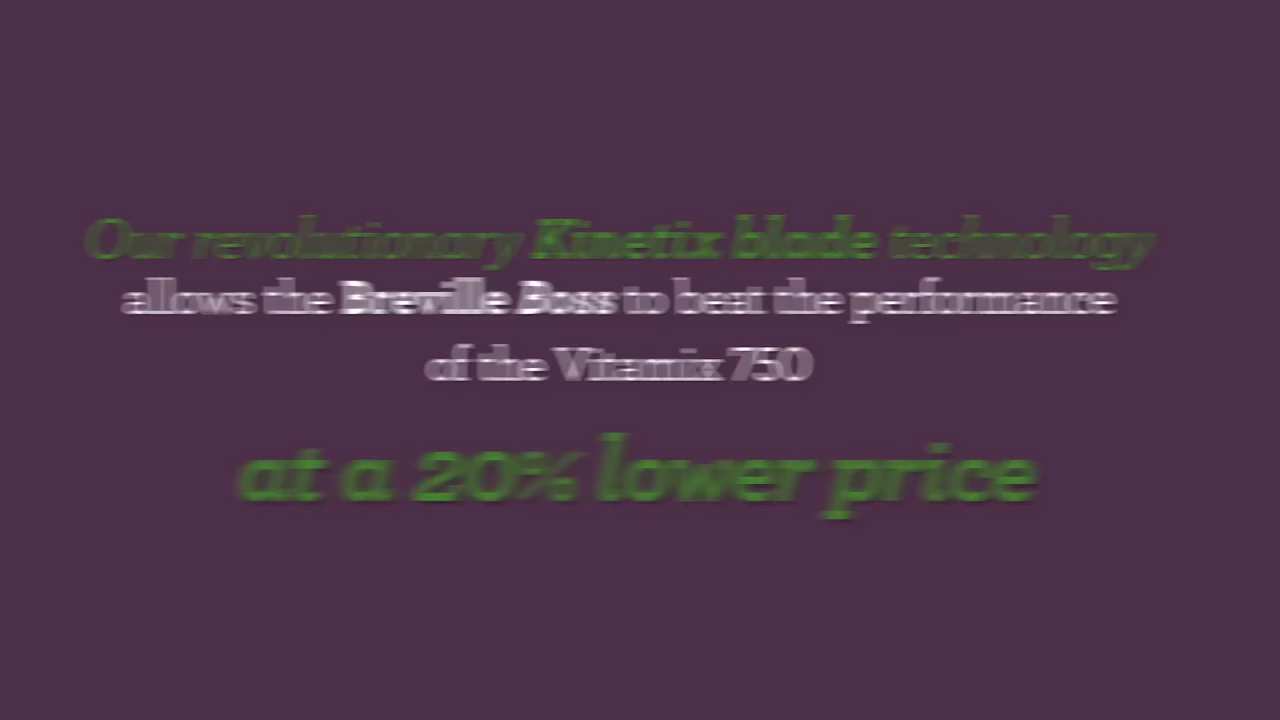 Our revolutionary Kinetix blade technology
allows the Breville Boss to beat the performance
of the Vitamix 750
at a 20% lower price